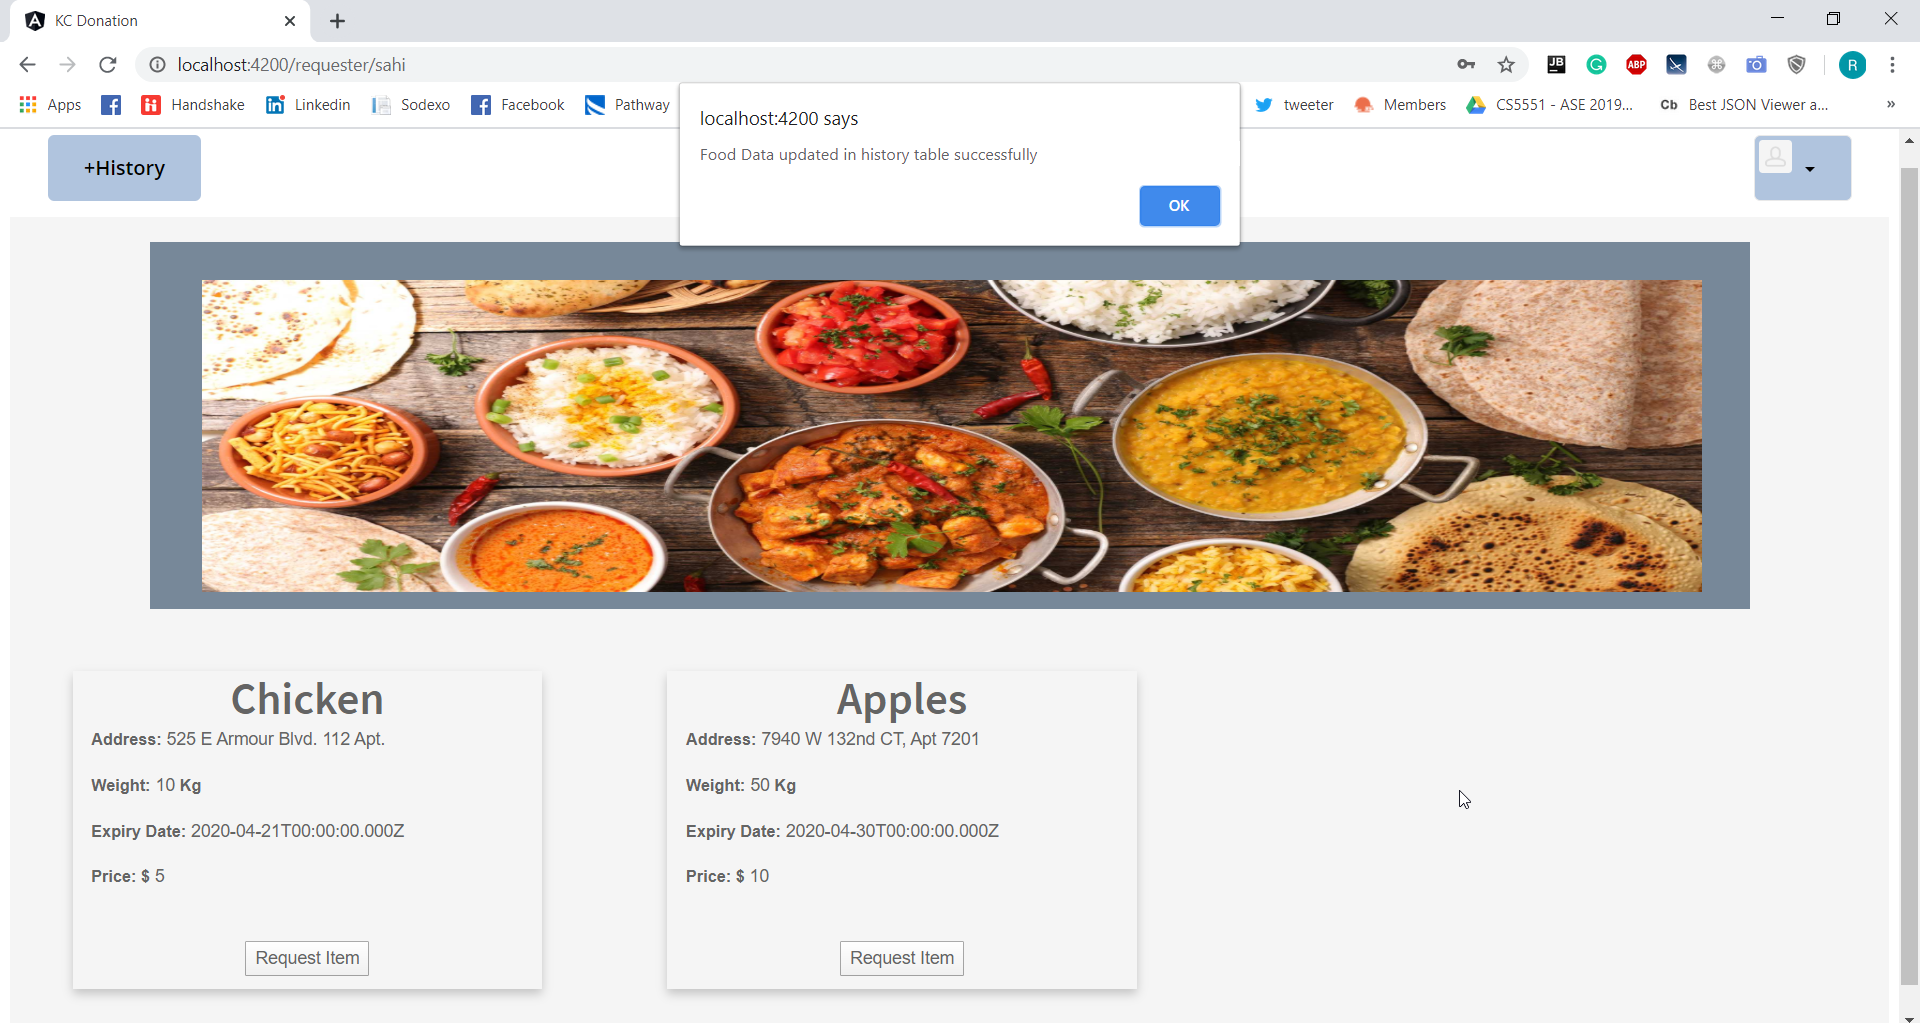 KC Donation
localhost:4200/requester/sahi
JB
ABP
R
Apps
Handshake
Linkedin
Sodexo
Facebook
Pathway
tweeter
Members
CS5551 - ASE 2019...
Cb Best JSON Viewer a...
»
localhost:4200 says
Food Data updated in history table successfully
OK
+History
Chicken
Address: 525 E Armour Blvd. 112 Apt.
Weight: 10 Kg
Expiry Date: 2020-04-21T00:00:00.000Z
Price: $ 5
Request Item
Apples
Address: 7940 W 132nd CT, Apt 7201
Weight: 50 Kg
Expiry Date: 2020-04-30T00:00:00.000Z
Price: $ 10
Request Item